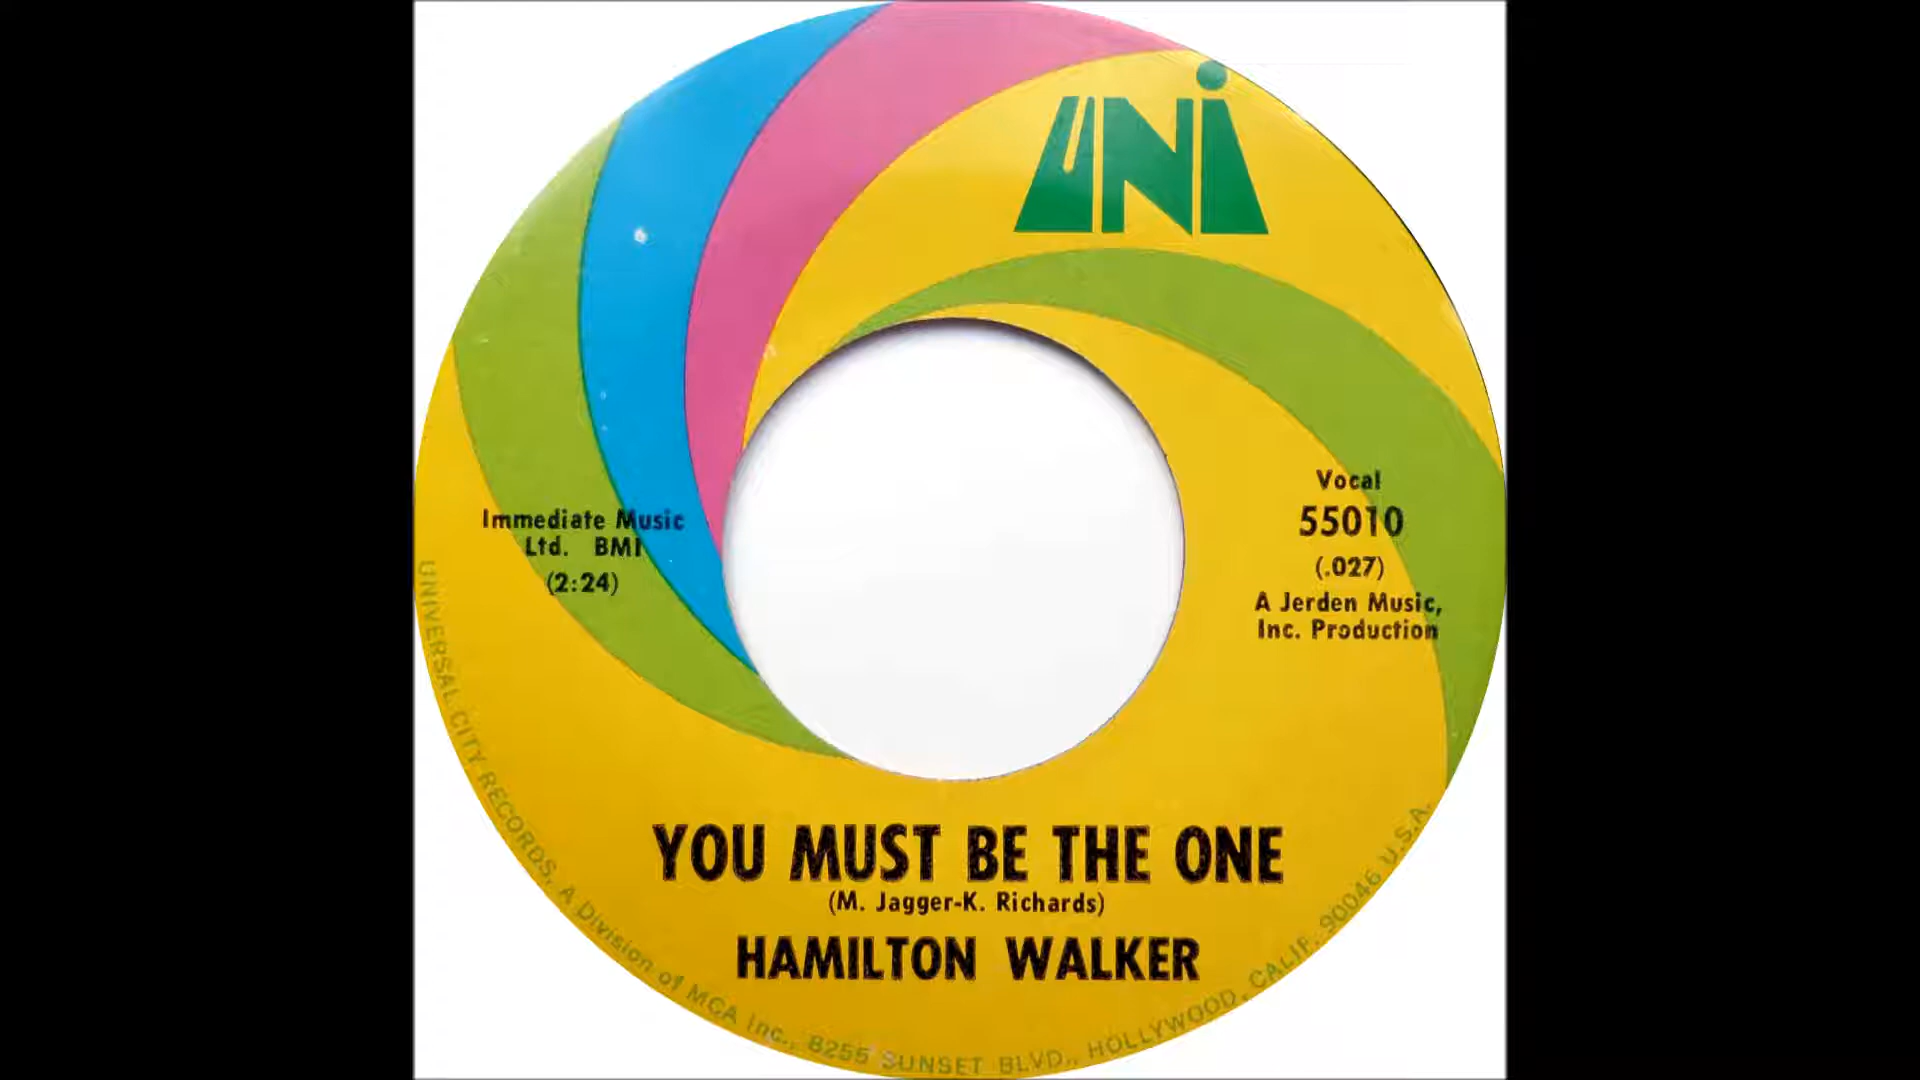 UNI
Immediate Music
Ltd. BMI
(2:24)
Vocal
55010
(.027)
A Jerden Music,
Inc. Production
YOU MUST BE THE ONE
(M. Jagger-K. Richards)
HAMILTON WALKER
UNIVERSAL CITY RECORDS, A Division of MCA Inc., 8255 SUNSET BLVD., HOLLYWOOD, CALIF. 90046 U.S.A.